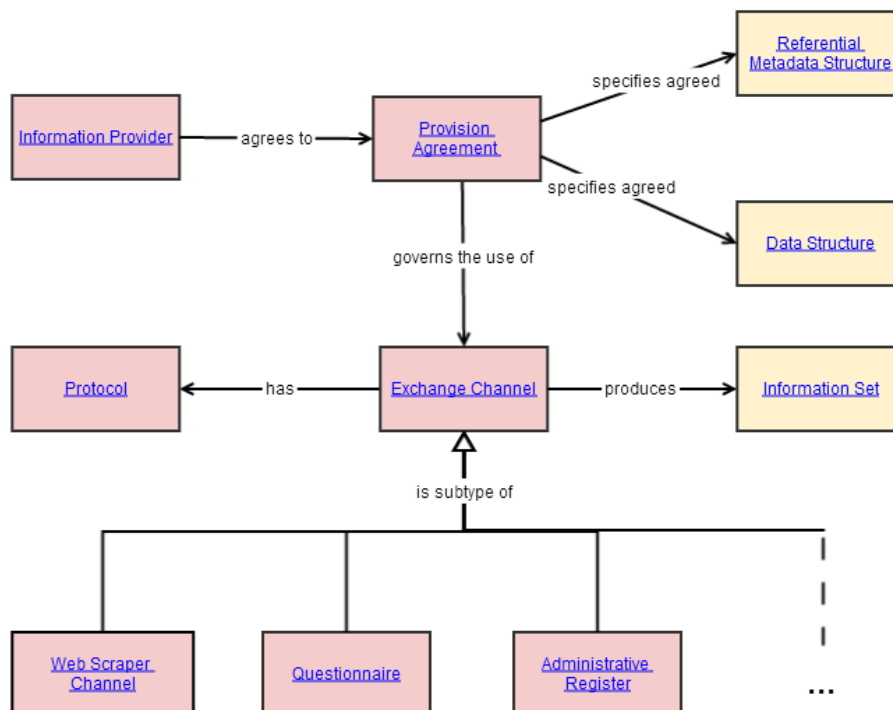 Referential
Metadata Structure
specifies agreed
Information Provider
agrees to
Provision
Agreement
specifies agreed
Data Structure
governs the use of
Protocol
has
Exchange Channel
produces
Information Set
is subtype of
Web Scraper
Channel
Questionnaire
Administrative
Register
...